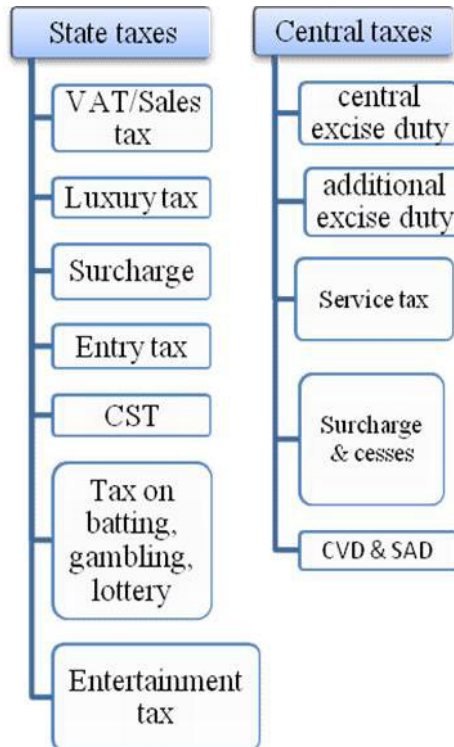 State taxes
VAT/Sales
tax
Luxury tax
Surcharge
Entry tax
CST
Tax on
batting,
gambling,
lottery
Entertainment
tax
Central taxes
central
excise duty
additional
excise duty
Service tax
Surcharge
& cesses
CVD & SAD